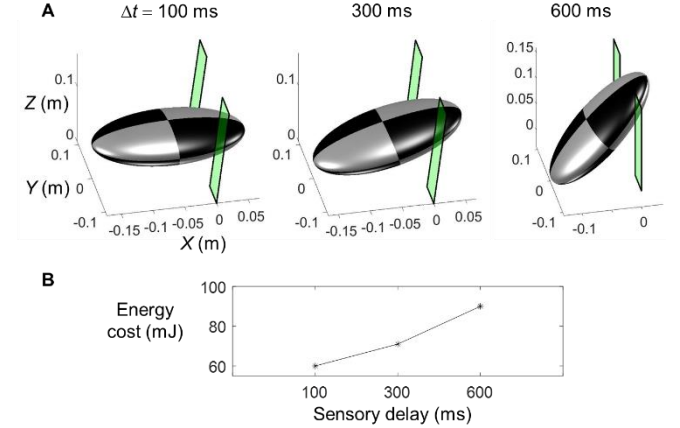 A
Δt = 100 ms
300 ms
600 ms
Z (m)
0.1
0
0.1
Y (m)
0
-0.1
-0.15 -0.1 -0.05 0 0.05
X (m)
0.1
0
0.1
0
-0.1
-0.15 -0.1 -0.05 0 0.05
0.15
0.1
0.05
0
0.1
0
-0.1
-0.1
0
B
Energy
cost (mJ)
100
80
60
100 300 600
Sensory delay (ms)